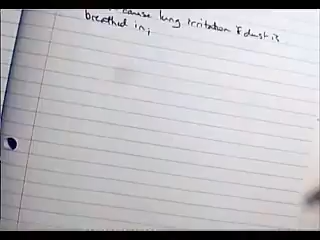 cause lung irritation if dust is
breathed in;